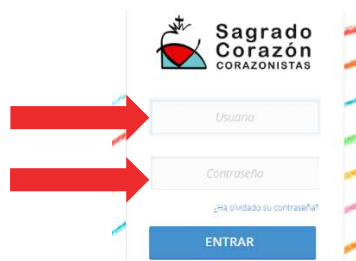 Sagrado
Corazón
CORAZONISTAS
Usuario
Contraseña
¿Ha olvidado su contraseña?
ENTRAR